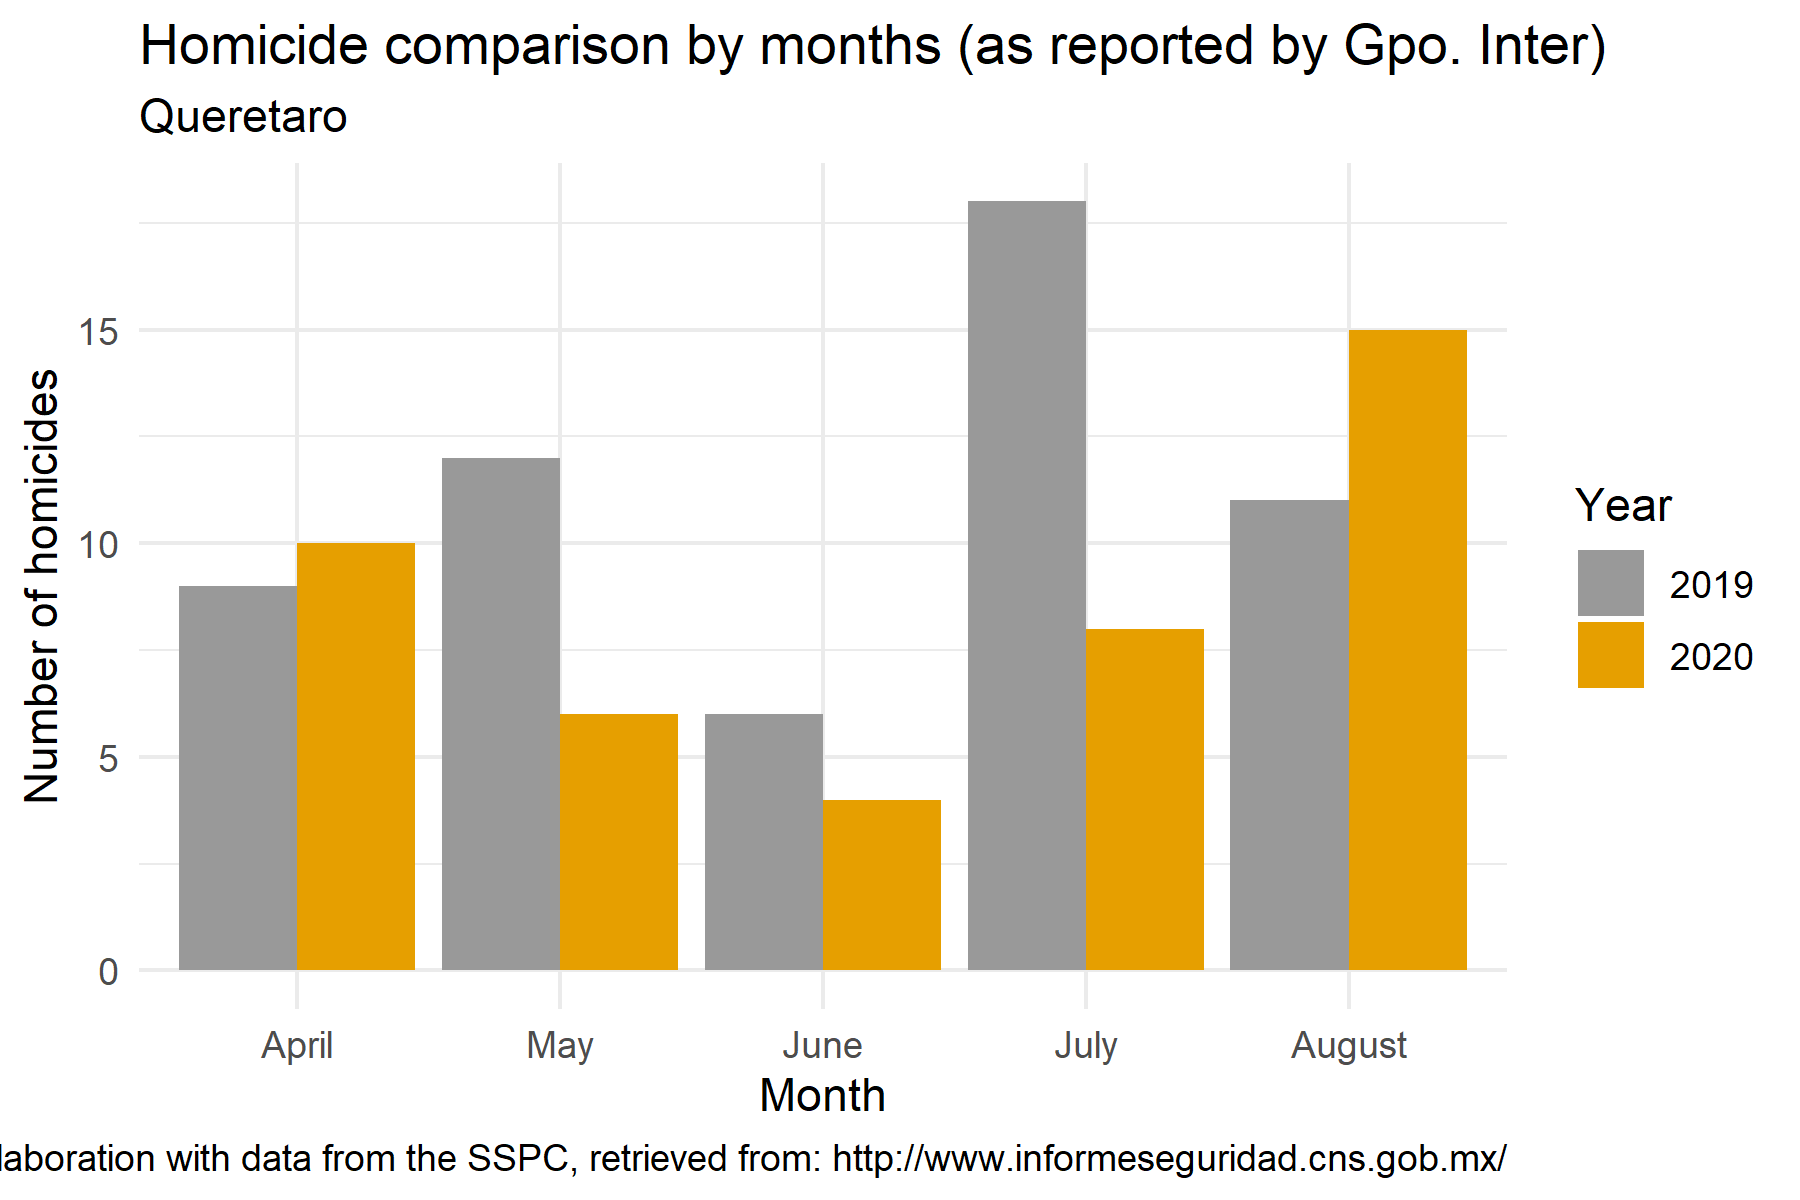 Homicide comparison by months (as reported by Gpo. Inter)
Queretaro
Number of homicides
15
10
5
0
April May June July August
Month
Year
2019
2020
laboration with data from the SSPC, retrieved from: http://www.informeseguridad.cns.gob.mx/